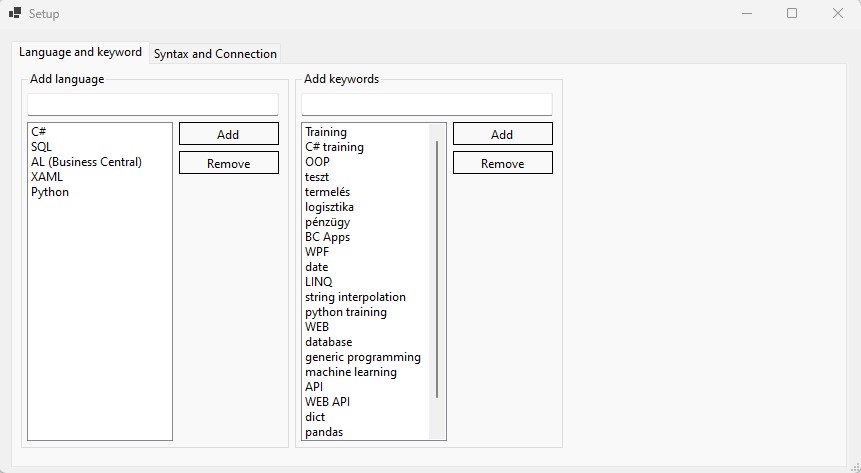 Setup
Language and keyword
Syntax and Connection
Add language
C#
SQL
AL (Business Central)
XAML
Python
Add
Remove
Add keywords
Training
C# training
OOP
teszt
termelés
logisztika
pénzügy
BC Apps
WPF
date
LINQ
string interpolation
python training
WEB
database
generic programming
machine learning
API
WEB API
dict
pandas
Add
Remove